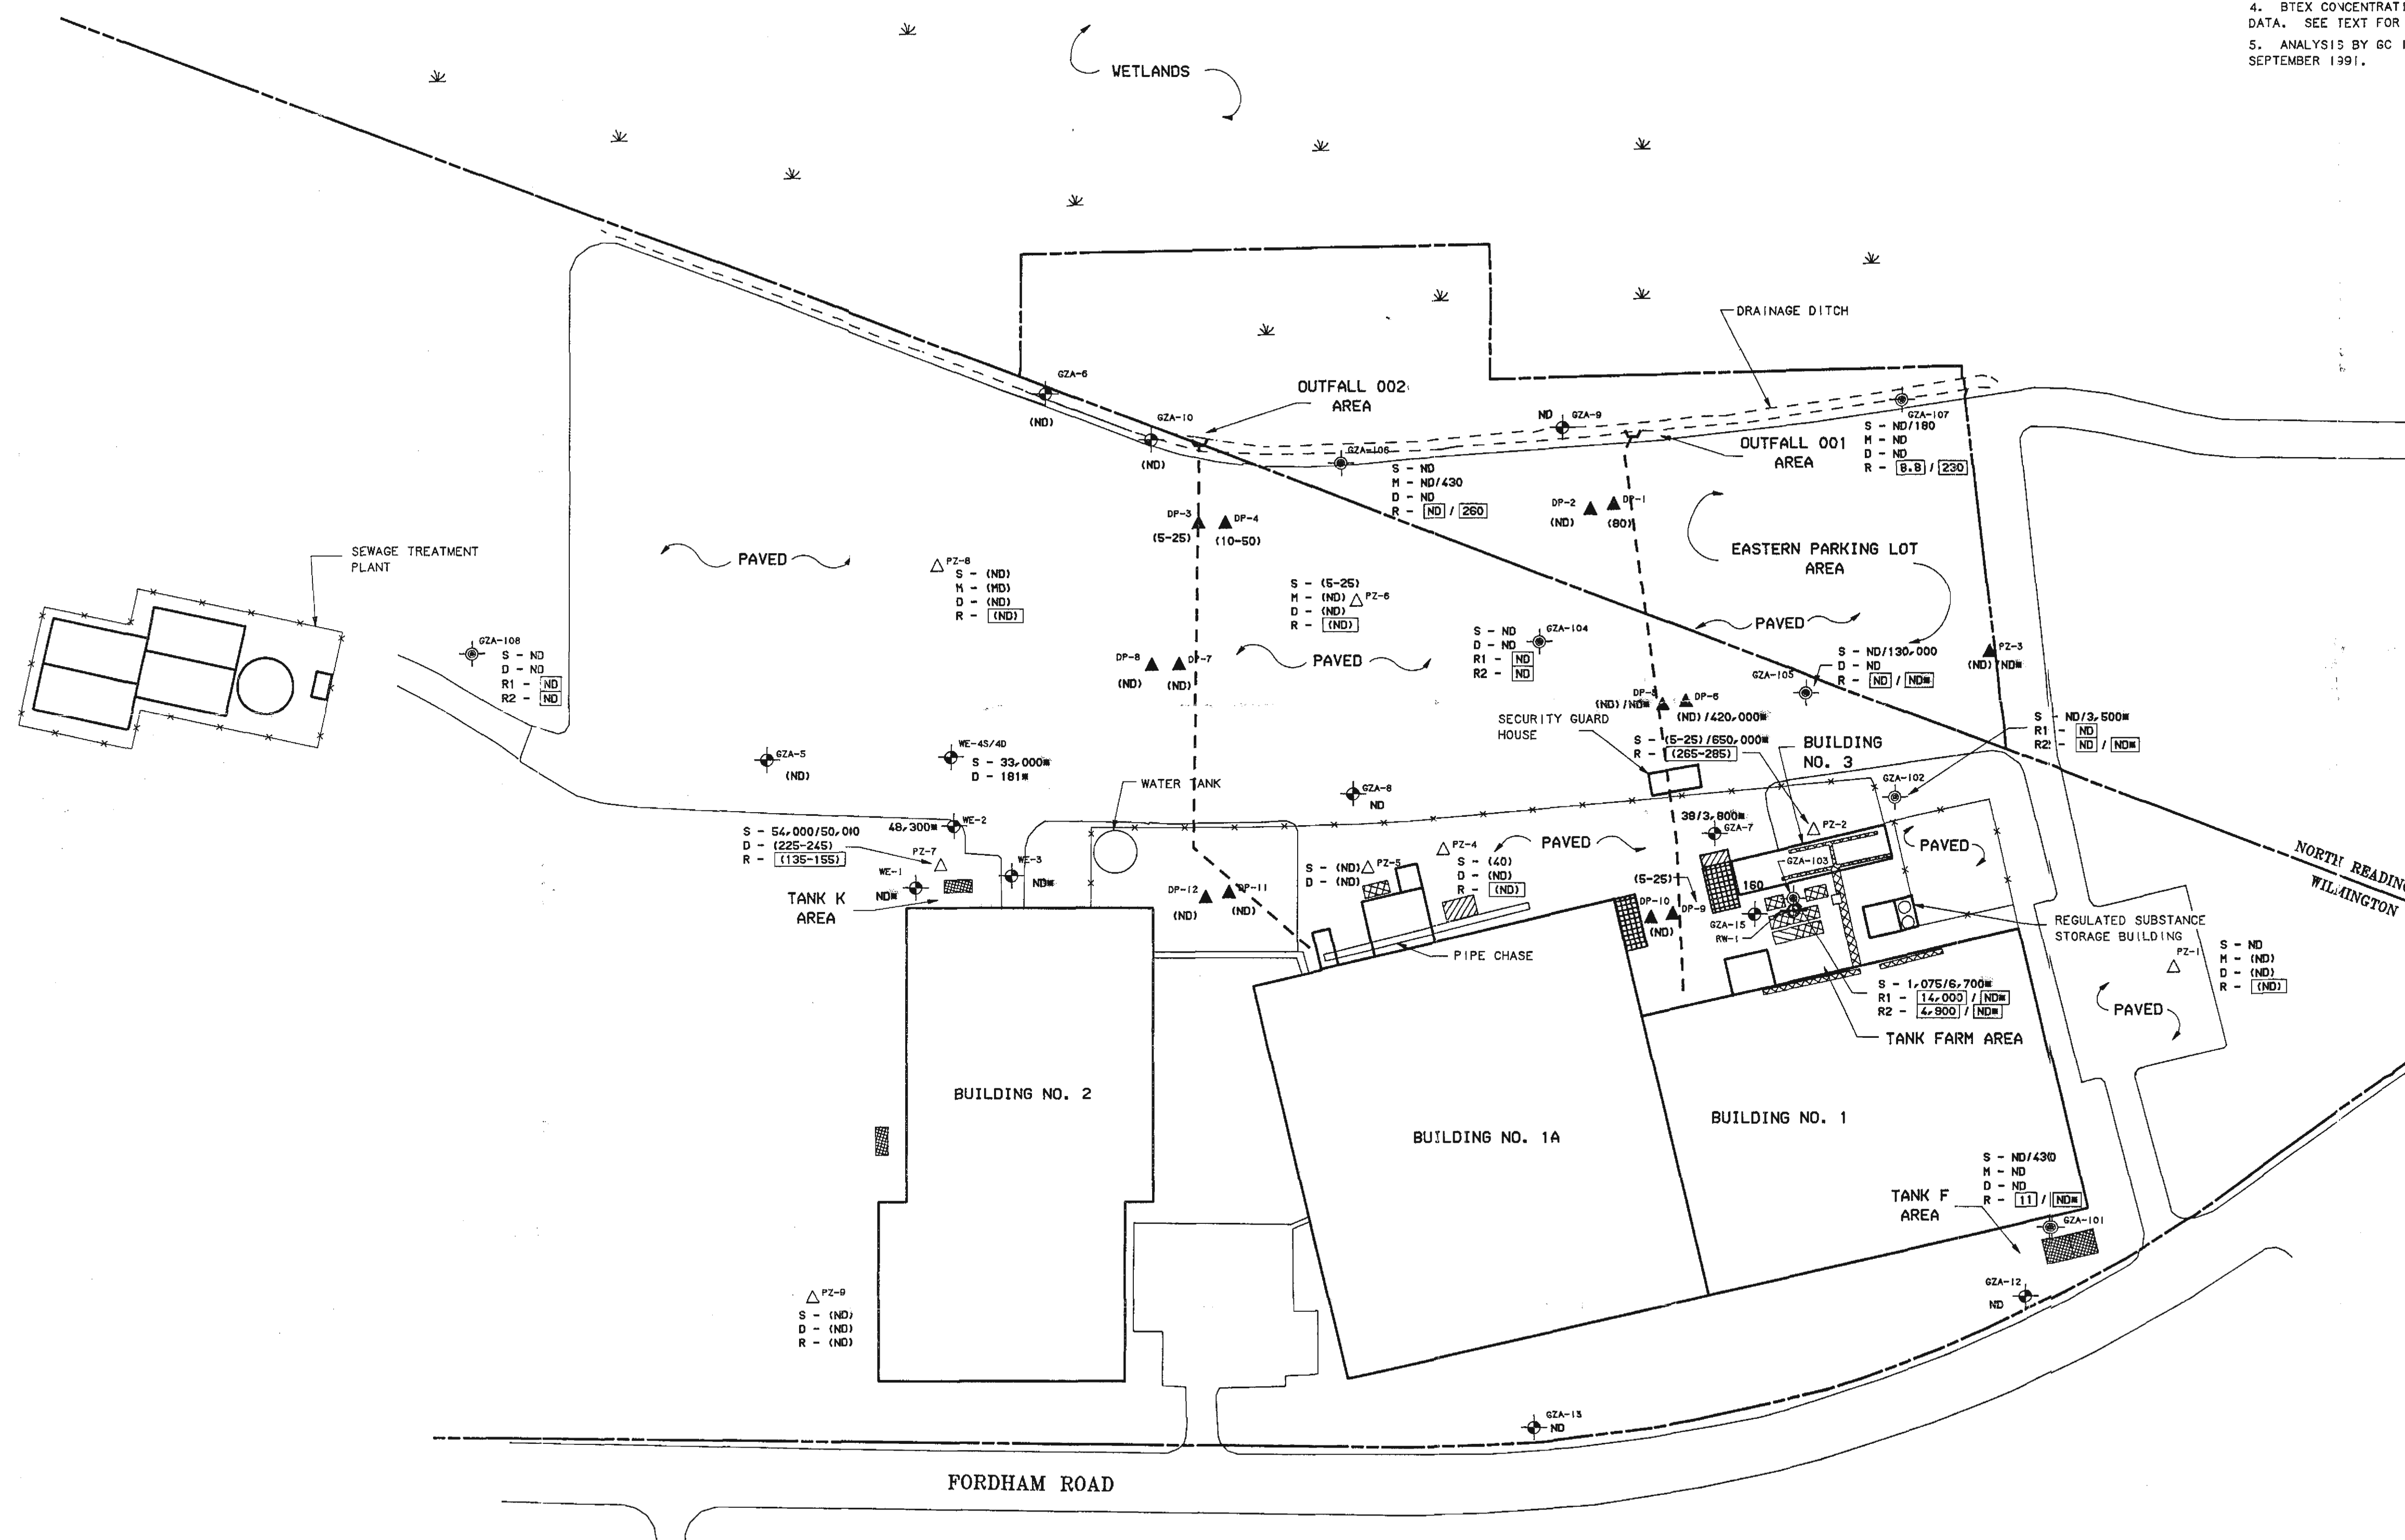 4. BTEX
DATA. SEE TEXT FOR
5. ANALYSIS BY GC
SEPTEMBER 1991.
WETLANDS
DRAINAGE DITCH
GZA-6
(ND)
OUTFALL 002
AREA
GZA-10
(ND)
GZA-106
S - ND
M - ND/430
D - ND
R - ND / 260
ND
GZA-9
OUTFALL 001
AREA
GZA-107
S - ND/180
M - ND
D - ND
R - 8.8 / 230
DP-2
(ND)
DP-1
(80)
DP-3
(5-25)
DP-4
(10-50)
EASTERN PARKING LOT
AREA
SEWAGE TREATMENT
PLANT
PAVED
PZ-8
S - (ND)
M - (MD)
D - (ND)
R - (ND)
S - (5-25)
M - (ND)
PZ-6
D - (ND)
R - (ND)
PAVED
GZA-108
S - ND
D - ND
R1 - ND
R2 - ND
DP-8
(ND)
DP-7
(ND)
PAVED
GZA-104
S - ND
D - ND
R1 - ND
R2 - ND
S - ND/130,000
D - ND
R - ND / ND*
GZA-105
PZ-3
(ND)/ND*
DP-5
(ND)/ND*
DP-6
(ND)/420,000*
SECURITY GUARD
HOUSE
S - (5-25)/650,000*
R - (265-285)
BUILDING
NO. 3
S - ND/3,500*
R1 - ND
R2 - ND / ND*
GZA-5
(ND)
WE-4S/4D
S - 33,000*
D - 181*
WATER TANK
GZA-8
ND
GZA-102
38/3,800*
GZA-7
PZ-2
S - 54,000/50,010
D - (225-245)
R - (135-155)
48,300*
WE-2
PZ-7
WE-1
ND*
WE-3
ND*
TANK K
AREA
S - (ND)
PZ-5
D - (ND)
PZ-4
S - (40)
D - (ND)
R - (ND)
PAVED
PAVED
GZA-103
160
(5-25)
DP-12
(ND)
DP-11
(ND)
DP-10
(ND)
DP-9
GZA-15
RW-1
NORTH READING
WILMINGTON
REGULATED SUBSTANCE
STORAGE BUILDING
PIPE CHASE
PZ-1
S - ND
M - (ND)
D - (ND)
R - (ND)
PAVED
S - 1,075/6,700*
R1 - 14,000 / ND*
R2 - 4,900 / ND*
TANK FARM AREA
BUILDING NO. 2
BUILDING NO. 1A
BUILDING NO. 1
S - ND/430
M - ND
D - ND
R - 11 / ND*
TANK F
AREA
GZA-101
GZA-12
ND
PZ-9
S - (ND)
D - (ND)
R - (ND)
GZA-13
ND
FORDHAM ROAD